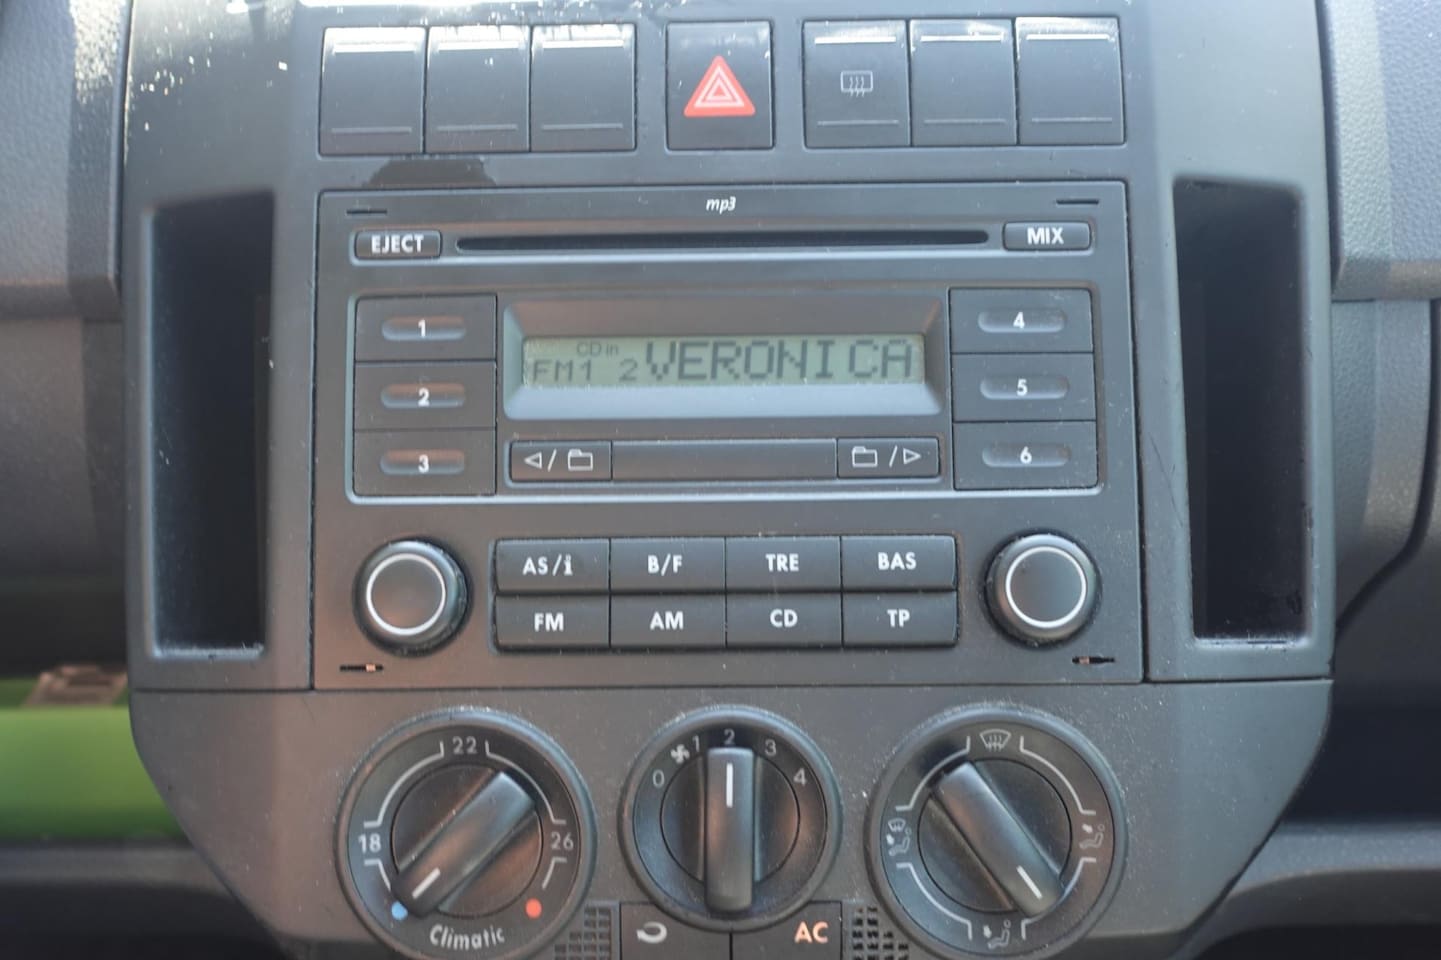 mp3
EJECT MIX
1 4
CD in
FM1 2 VERONICA
2 5
3 6
AS/i B/F TRE BAS
FM AM CD TP
22
18 26
Climatic
0 1 2 3 4
AC